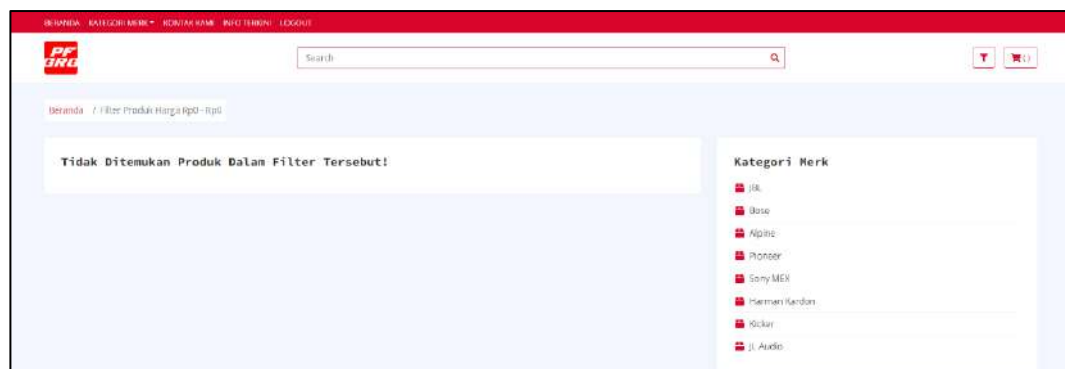 BERANDA KATEGORI MERK KONTAK KAMI INFO TERKINI LOGOUT
PF
GRG
Search
Beranda / Filter Produk Harga Rp0 - Rp0
Tidak Ditemukan Produk Dalam Filter Tersebut!
Kategori Merk
JBL
Bose
Alpine
Pioneer
Sony MEX
Harman Kardon
Kicker
JL Audio